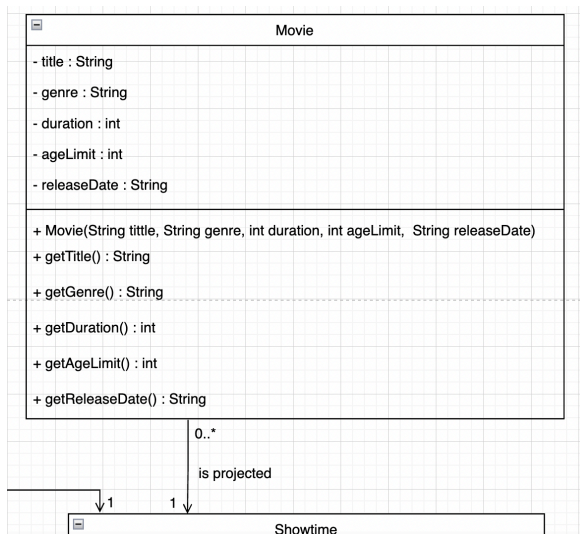 Movie
- title : String
- genre : String
- duration : int
- ageLimit : int
- releaseDate : String
+ Movie(String tittle, String genre, int duration, int ageLimit, String releaseDate)
+ getTitle() : String
+ getGenre() : String
+ getDuration() : int
+ getAgeLimit() : int
+ getReleaseDate() : String
0..*
is projected
1
1
Showtime